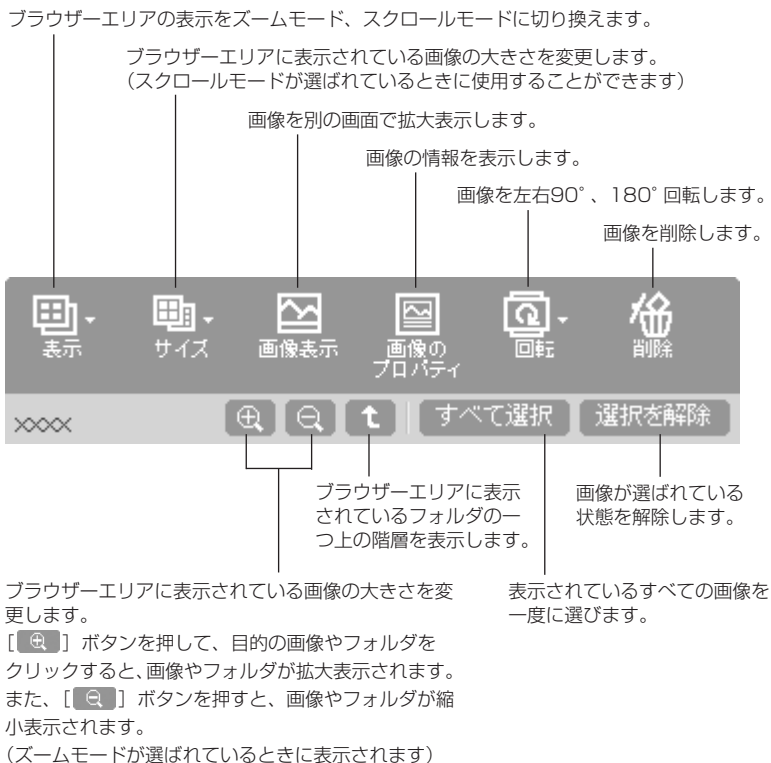 ブラウザーエリアの表示をズームモード、スクロールモードに切り換えます。
ブラウザーエリアに表示されている画像の大きさを変更します。
（スクロールモードが選ばれているときに使用することができます）
画像を別の画面で拡大表示します。
画像の情報を表示します。
画像を左右90°、180°回転します。
画像を削除します。
表示
サイズ
画像表示
画像の
プロパティ
回転
削除
xxxx
すべて選択
選択を解除
ブラウザーエリアに表示
されているフォルダの一
つ上の階層を表示します。
画像が選ばれている
状態を解除します。
ブラウザーエリアに表示されている画像の大きさを変
更します。
［ ］ボタンを押して、目的の画像やフォルダを
クリックすると、画像やフォルダが拡大表示されます。
また、［ ］ボタンを押すと、画像やフォルダが縮
小表示されます。
（ズームモードが選ばれているときに表示されます）
表示されているすべての画像を
一度に選びます。